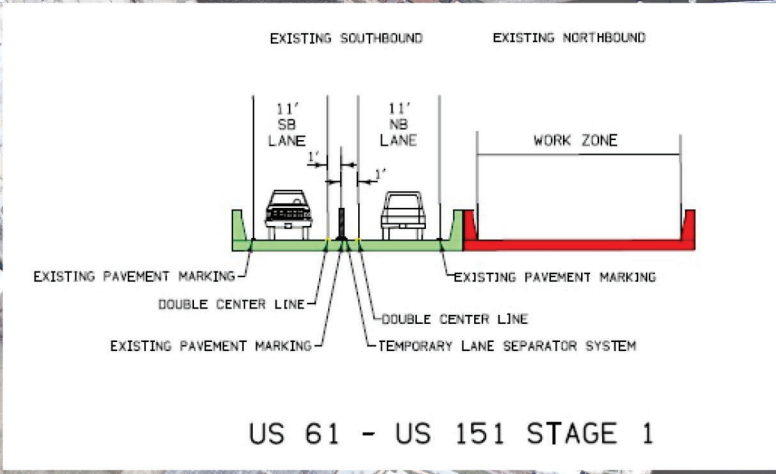 EXISTING SOUTHBOUND
EXISTING NORTHBOUND
11'
SB
LANE
11'
NB
LANE
1'
1'
WORK ZONE
EXISTING PAVEMENT MARKING
EXISTING PAVEMENT MARKING
DOUBLE CENTER LINE
DOUBLE CENTER LINE
EXISTING PAVEMENT MARKING
TEMPORARY LANE SEPARATOR SYSTEM
US 61 - US 151 STAGE 1